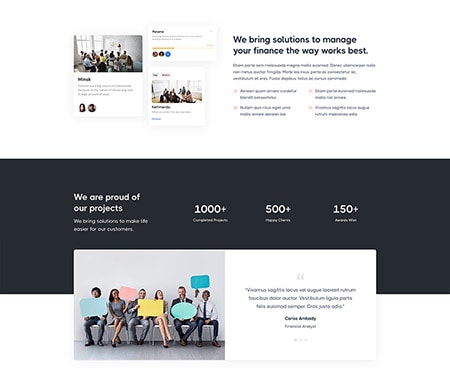 Minsk
Panama
Kathmandu
We bring solutions to manage
your finance the way works best.
Etiam porta sem malesuada magna mollis euismod. Donec ullamcorper nulla
non metus auctor fringilla. Morbi leo risus, porta ac consectetur ac, vestibulum
at eros. Fusce dapibus, tellus ac cursus commodo.
Aenean quam ornare curabitur
blandit consectetur.
Etiam porta euismod malesuada
mollis nisl ornare
Nullam quis risus eget urna
mollis ornare aenean leo
Vivamus sagittis lacus augue
rutrum maecenas odio
We are proud of
our projects
We bring solutions to make life
easier for our customers.
1000+
Completed Projects
500+
Happy Clients
150+
Awards Won
“
"Vivamus sagittis lacus vel augue laoreet rutrum
faucibus dolor auctor. Vestibulum ligula porta
felis euismod semper. Cras justo odio."
Coriss Ambady
Financial Analyst